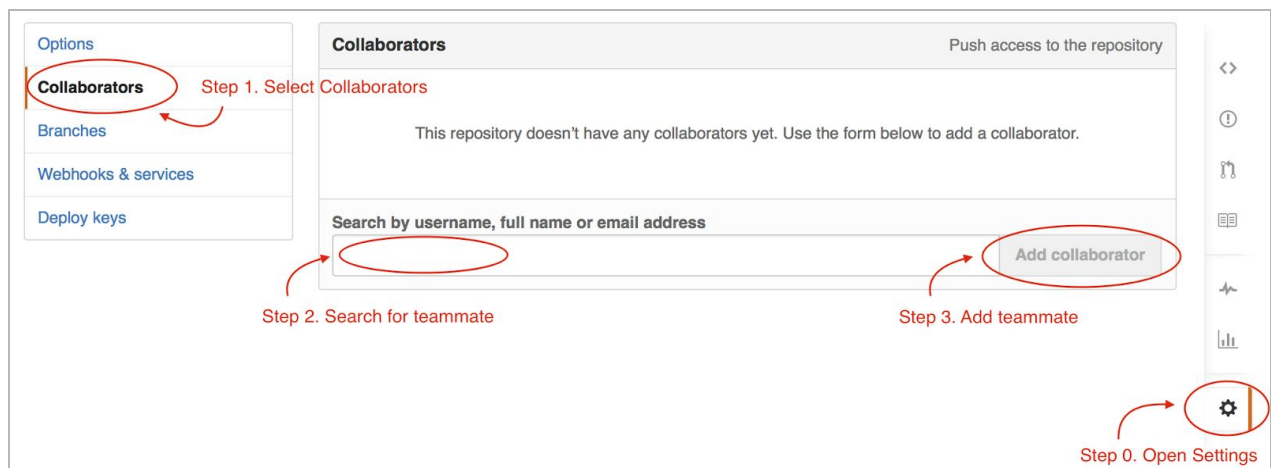 Options
Collaborators
Branches
Webhooks & services
Deploy keys
Step 1. Select Collaborators
Collaborators
Push access to the repository
This repository doesn't have any collaborators yet. Use the form below to add a collaborator.
Search by username, full name or email address
Add collaborator
Step 2. Search for teammate
Step 3. Add teammate
Step 0. Open Settings